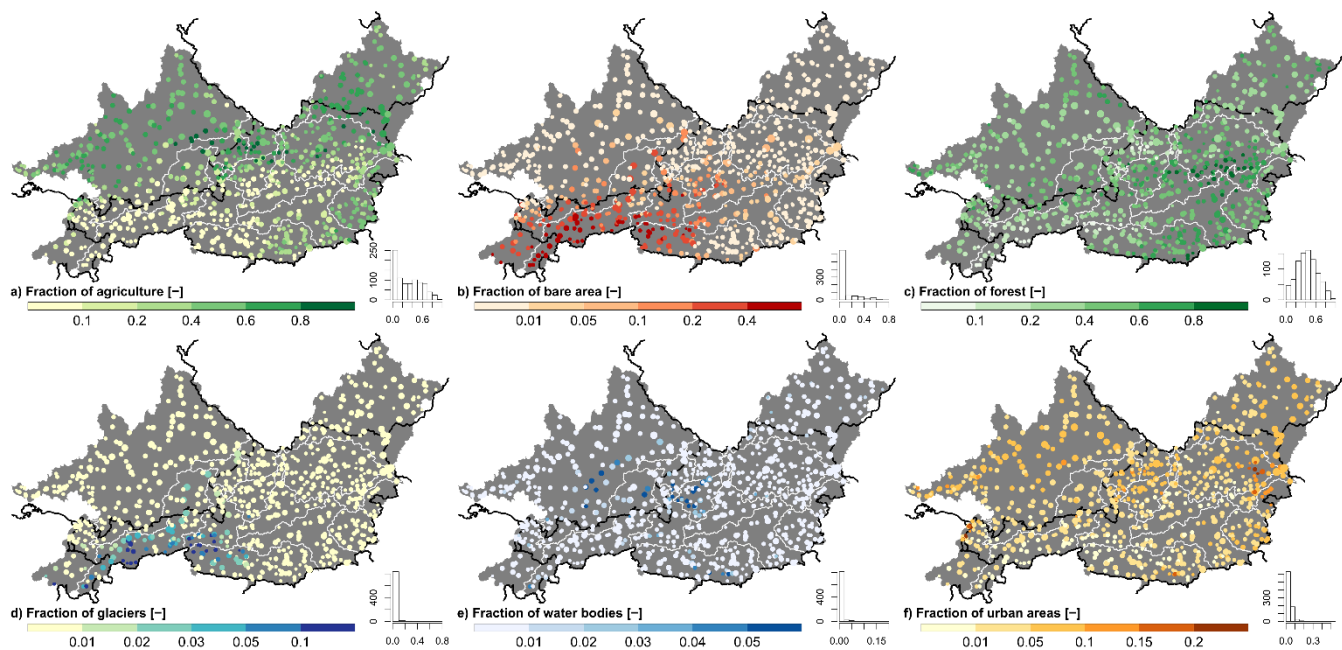 250
100
0
0.0 0.6
a) Fraction of agriculture [−]
0.1 0.2 0.4 0.6 0.8
300
0
0.0 0.4 0.8
b) Fraction of bare area [−]
0.01 0.05 0.1 0.2 0.4
100
0
0.0 0.6
c) Fraction of forest [−]
0.1 0.2 0.4 0.6 0.8
400
0
0.0 0.4 0.8
d) Fraction of glaciers [−]
0.01 0.02 0.03 0.05 0.1
400
0
0.00 0.15
e) Fraction of water bodies [−]
0.01 0.02 0.03 0.04 0.05
300
0
0.0 0.3
f) Fraction of urban areas [−]
0.01 0.05 0.1 0.15 0.2